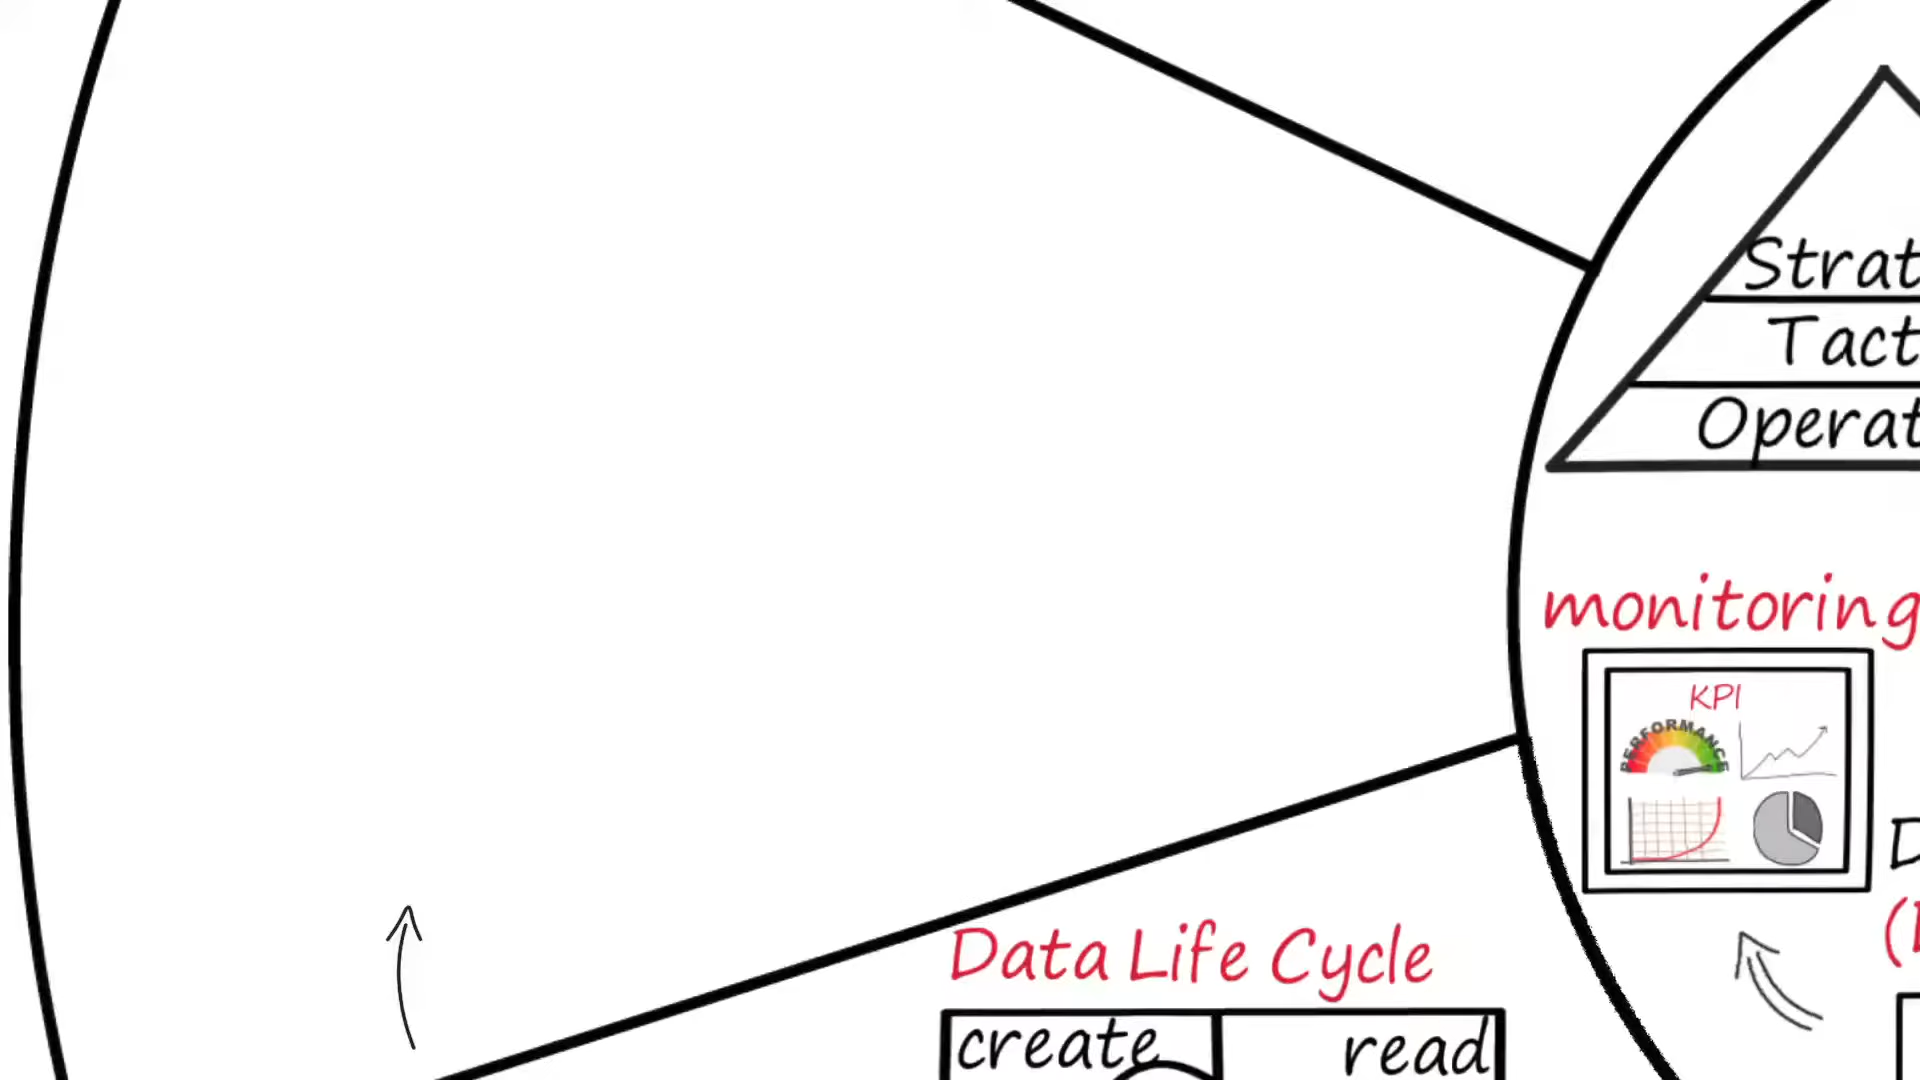 Strat
Tact
Operat
monitoring
KPI
PERFORMANCE
D
(
Data Life Cycle
create
read